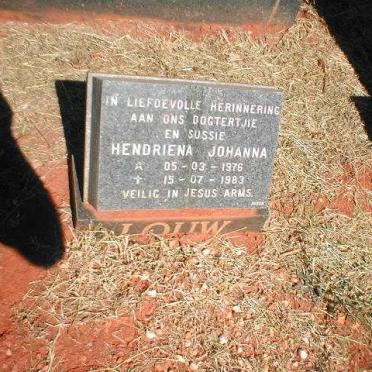 IN LIEFDEVOLLE HERINNERING
AAN ONS DOGTERTJIE
EN SUSSIE
HENDRIENA JOHANNA
05-03-1976
✝ 15-07-1983
VEILIG IN JESUS ARMS
LOUW